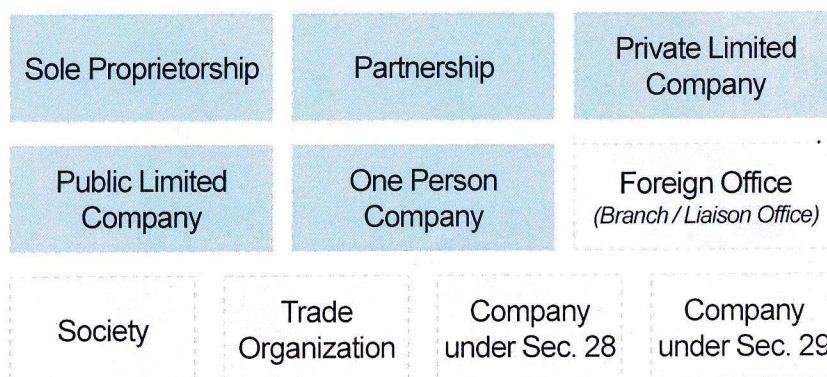 Sole Proprietorship
Partnership
Private Limited
Company
Public Limited
Company
One Person
Company
Foreign Office
(Branch / Liaison Office)
Society
Trade
Organization
Company
under Sec. 28
Company
under Sec. 29